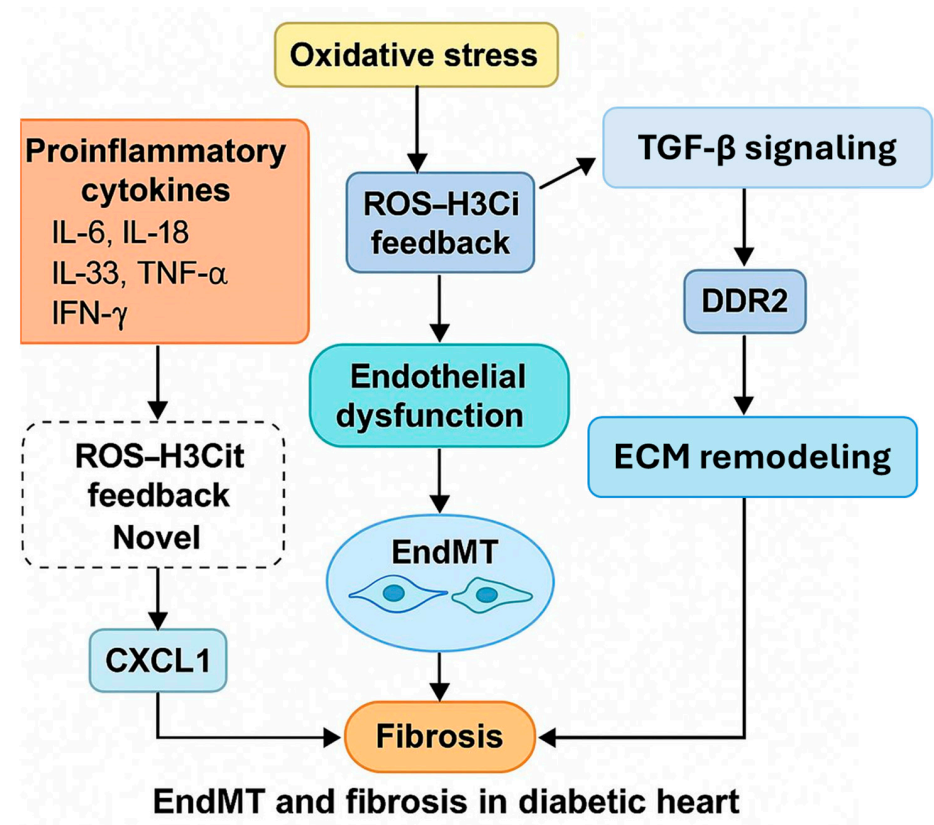 Oxidative stress
Proinflammatory
cytokines
IL-6, IL-18
IL-33, TNF-α
IFN-γ
ROS–H3Ci
feedback
TGF-β signaling
DDR2
Endothelial
dysfunction
ECM remodeling
ROS–H3Cit
feedback
Novel
EndMT
CXCL1
Fibrosis
EndMT and fibrosis in diabetic heart